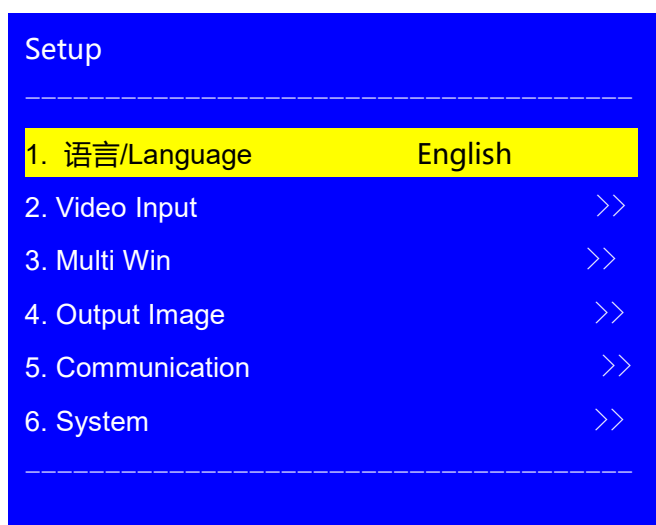 Setup
--------------------------------------
1. 语言/Language English
2. Video Input >>
3. Multi Win >>
4. Output Image >>
5. Communication >>
6. System >>
--------------------------------------